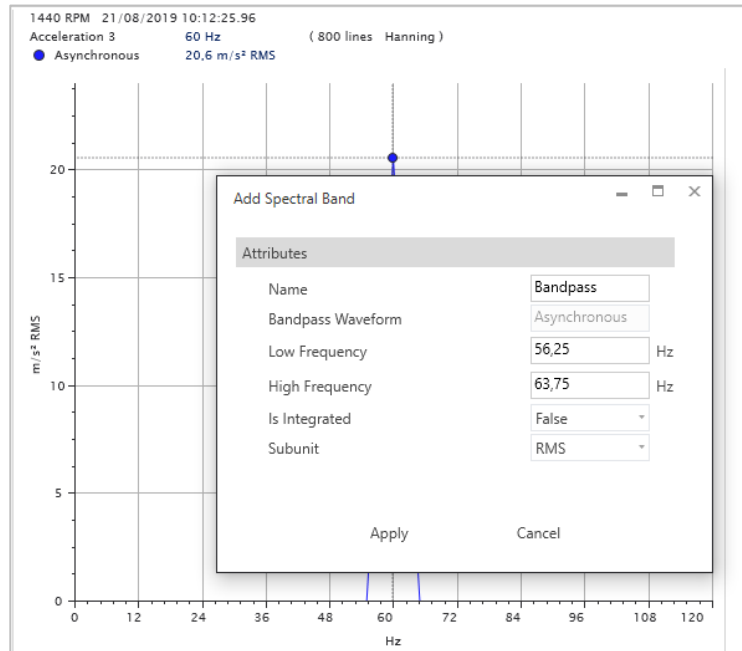 1440 RPM 21/08/2019 10:12:25.96
Acceleration 3 60 Hz ( 800 lines Hanning )
Asynchronous 20,6 m/s² RMS
20
15
10
5
0
m/s² RMS
Add Spectral Band
Attributes
Name Bandpass
Bandpass Waveform Asynchronous
Low Frequency 56,25 Hz
High Frequency 63,75 Hz
Is Integrated False
Subunit RMS
Apply Cancel
0 12 24 36 48 60 72 84 96 108 120
Hz